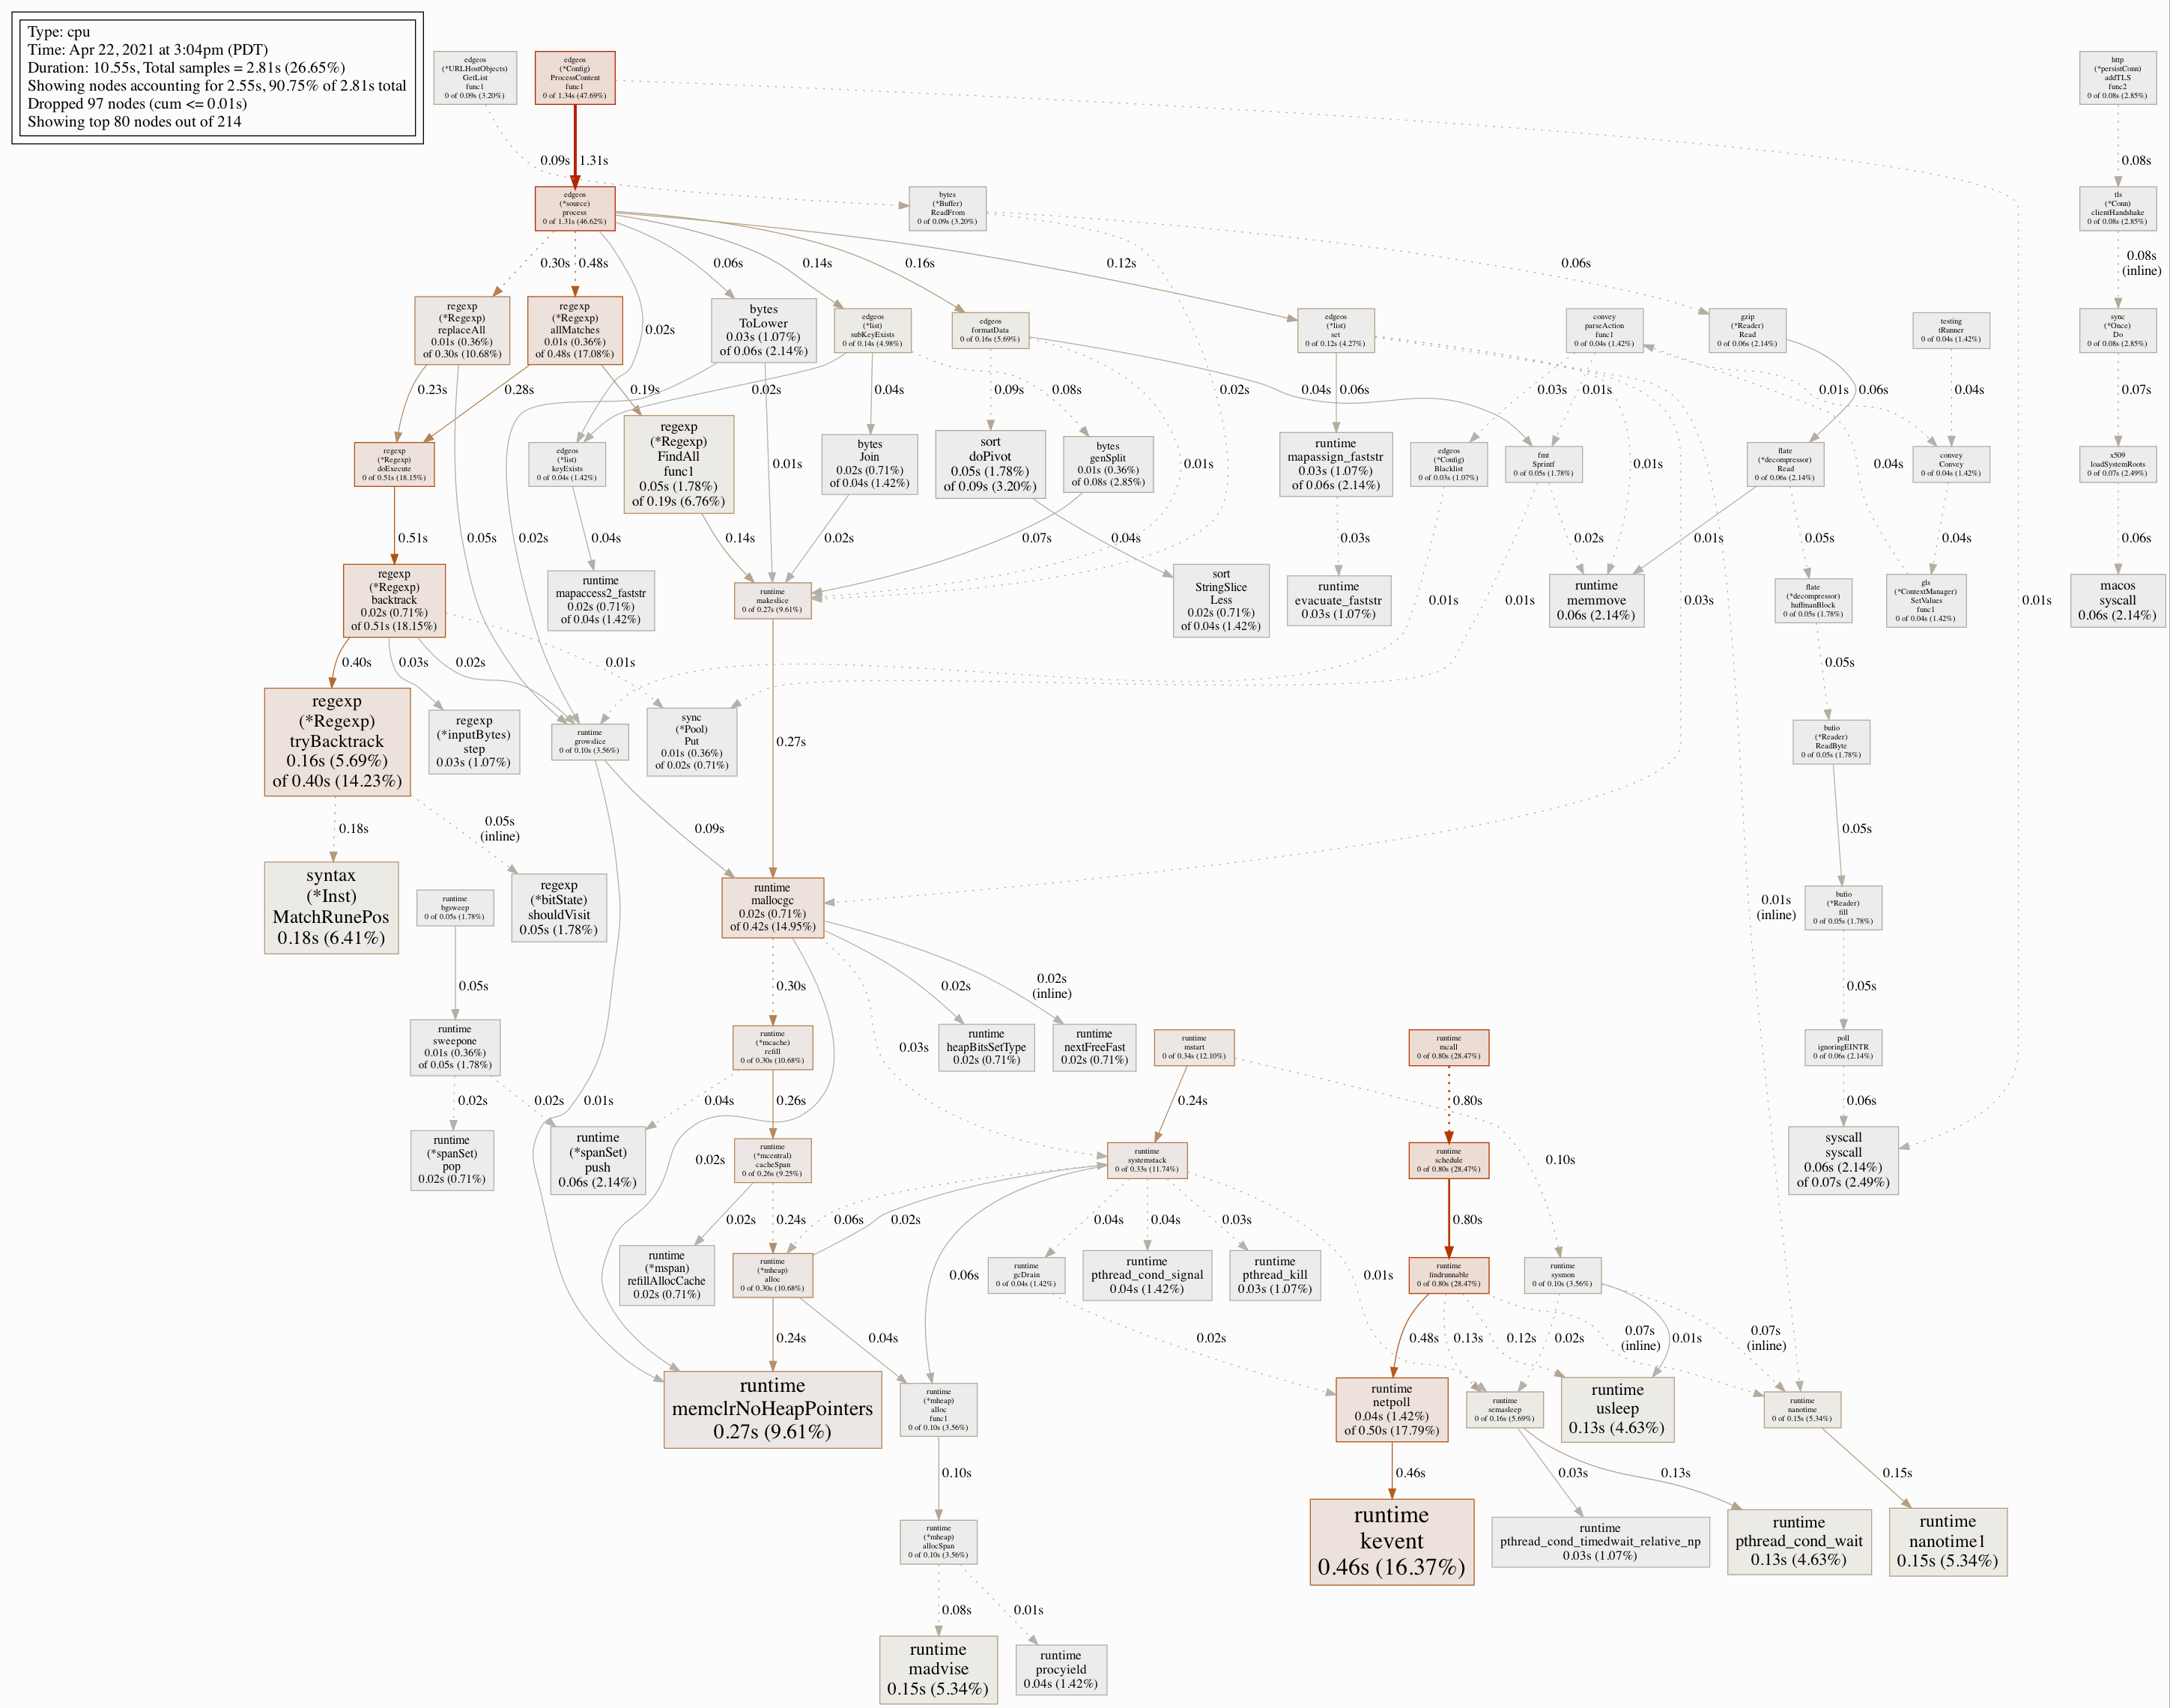 Type: cpu
Time: Apr 22, 2021 at 3:04pm (PDT)
Duration: 10.55s, Total samples = 2.81s (26.65%)
Showing nodes accounting for 2.55s, 90.75% of 2.81s total
Dropped 97 nodes (cum <= 0.01s)
Showing top 80 nodes out of 214
edgeos
(*URLHostObjects)
GetList
func1
0 of 0.09s (3.20%)
edgeos
(*Config)
ProcessContent
func1
0 of 1.34s (47.69%)
http
(*persistConn)
addTLS
func2
0 of 0.08s (2.85%)
0.09s
1.31s
0.08s
edgeos
(*source)
process
0 of 1.31s (46.62%)
bytes
(*Buffer)
ReadFrom
0 of 0.09s (3.20%)
tls
(*Conn)
clientHandshake
0 of 0.08s (2.85%)
0.30s
0.48s
0.06s
0.14s
0.16s
0.12s
0.06s
0.08s
(inline)
regexp
(*Regexp)
replaceAll
0.01s (0.36%)
of 0.30s (10.68%)
regexp
(*Regexp)
allMatches
0.01s (0.36%)
of 0.48s (17.08%)
0.02s
bytes
ToLower
0.03s (1.07%)
of 0.06s (2.14%)
edgeos
(*list)
subKeyExists
0 of 0.14s (4.98%)
edgeos
formatData
0 of 0.16s (5.69%)
edgeos
(*list)
set
0 of 0.12s (4.27%)
convey
parseAction
func1
0 of 0.04s (1.42%)
gzip
(*Reader)
Read
0 of 0.06s (2.14%)
testing
tRunner
0 of 0.04s (1.42%)
sync
(*Once)
Do
0 of 0.08s (2.85%)
0.23s
0.28s
0.19s
0.02s
0.04s
0.08s
0.09s
0.02s
0.04s
0.06s
0.03s
0.01s
0.01s
0.06s
0.04s
0.07s
regexp
(*Regexp)
doExecute
0 of 0.51s (18.15%)
edgeos
(*list)
keyExists
0 of 0.04s (1.42%)
regexp
(*Regexp)
FindAll
func1
0.05s (1.78%)
of 0.19s (6.76%)
0.01s
bytes
Join
0.02s (0.71%)
of 0.04s (1.42%)
sort
doPivot
0.05s (1.78%)
of 0.09s (3.20%)
bytes
genSplit
0.01s (0.36%)
of 0.08s (2.85%)
0.01s
runtime
mapassign_faststr
0.03s (1.07%)
of 0.06s (2.14%)
edgeos
(*Config)
Blacklist
0 of 0.03s (1.07%)
fmt
Sprintf
0 of 0.05s (1.78%)
0.01s
flate
(*decompressor)
Read
0 of 0.06s (2.14%)
0.04s
convey
Convey
0 of 0.04s (1.42%)
x509
loadSystemRoots
0 of 0.07s (2.49%)
0.51s
0.05s
0.02s
0.04s
0.14s
0.02s
0.07s
0.04s
0.03s
0.02s
0.01s
0.05s
0.04s
0.06s
regexp
(*Regexp)
backtrack
0.02s (0.71%)
of 0.51s (18.15%)
runtime
mapaccess2_faststr
0.02s (0.71%)
of 0.04s (1.42%)
runtime
makeslice
0 of 0.27s (9.61%)
sort
StringSlice
Less
0.02s (0.71%)
of 0.04s (1.42%)
runtime
evacuate_faststr
0.03s (1.07%)
0.01s
0.01s
runtime
memmove
0.06s (2.14%)
0.03s
flate
(*decompressor)
huffmanBlock
0 of 0.05s (1.78%)
gls
(*ContextManager)
SetValues
func1
0 of 0.04s (1.42%)
0.01s
macos
syscall
0.06s (2.14%)
0.40s
0.03s
0.02s
0.01s
0.05s
regexp
(*Regexp)
tryBacktrack
0.16s (5.69%)
of 0.40s (14.23%)
regexp
(*inputBytes)
step
0.03s (1.07%)
runtime
growslice
0 of 0.10s (3.56%)
sync
(*Pool)
Put
0.01s (0.36%)
of 0.02s (0.71%)
0.27s
bufio
(*Reader)
ReadByte
0 of 0.05s (1.78%)
0.18s
0.05s
(inline)
0.09s
0.05s
syntax
(*Inst)
MatchRunePos
0.18s (6.41%)
runtime
bgsweep
0 of 0.05s (1.78%)
regexp
(*bitState)
shouldVisit
0.05s (1.78%)
runtime
mallocgc
0.02s (0.71%)
of 0.42s (14.95%)
0.01s
(inline)
bufio
(*Reader)
fill
0 of 0.05s (1.78%)
0.05s
0.30s
0.02s
0.02s
(inline)
0.05s
runtime
sweepone
0.01s (0.36%)
of 0.05s (1.78%)
runtime
(*mcache)
refill
0 of 0.30s (10.68%)
0.03s
runtime
heapBitsSetType
0.02s (0.71%)
runtime
nextFreeFast
0.02s (0.71%)
runtime
mstart
0 of 0.34s (12.10%)
runtime
mcall
0 of 0.80s (28.47%)
poll
ignoringEINTR
0 of 0.06s (2.14%)
0.02s
0.02s
0.01s
0.04s
0.26s
0.24s
0.80s
0.06s
runtime
(*spanSet)
pop
0.02s (0.71%)
runtime
(*spanSet)
push
0.06s (2.14%)
0.02s
runtime
(*mcentral)
cacheSpan
0 of 0.26s (9.25%)
runtime
systemstack
0 of 0.33s (11.74%)
runtime
schedule
0 of 0.80s (28.47%)
0.10s
syscall
syscall
0.06s (2.14%)
of 0.07s (2.49%)
0.02s
0.24s
0.06s
0.02s
0.04s
0.04s
0.03s
0.80s
runtime
(*mspan)
refillAllocCache
0.02s (0.71%)
runtime
(*mheap)
alloc
0 of 0.30s (10.68%)
0.06s
runtime
gcDrain
0 of 0.04s (1.42%)
runtime
pthread_cond_signal
0.04s (1.42%)
runtime
pthread_kill
0.03s (1.07%)
0.01s
runtime
findrunnable
0 of 0.80s (28.47%)
runtime
sysmon
0 of 0.10s (3.56%)
0.24s
0.04s
0.02s
0.48s
0.13s
0.12s
0.02s
0.07s
(inline)
0.01s
0.07s
(inline)
runtime
memclrNoHeapPointers
0.27s (9.61%)
runtime
(*mheap)
alloc
func1
0 of 0.10s (3.56%)
runtime
netpoll
0.04s (1.42%)
of 0.50s (17.79%)
runtime
semasleep
0 of 0.16s (5.69%)
runtime
usleep
0.13s (4.63%)
runtime
nanotime
0 of 0.15s (5.34%)
0.10s
0.46s
0.03s
0.13s
0.15s
runtime
(*mheap)
allocSpan
0 of 0.10s (3.56%)
runtime
kevent
0.46s (16.37%)
runtime
pthread_cond_timedwait_relative_np
0.03s (1.07%)
runtime
pthread_cond_wait
0.13s (4.63%)
runtime
nanotime1
0.15s (5.34%)
0.08s
0.01s
runtime
madvise
0.15s (5.34%)
runtime
procyield
0.04s (1.42%)